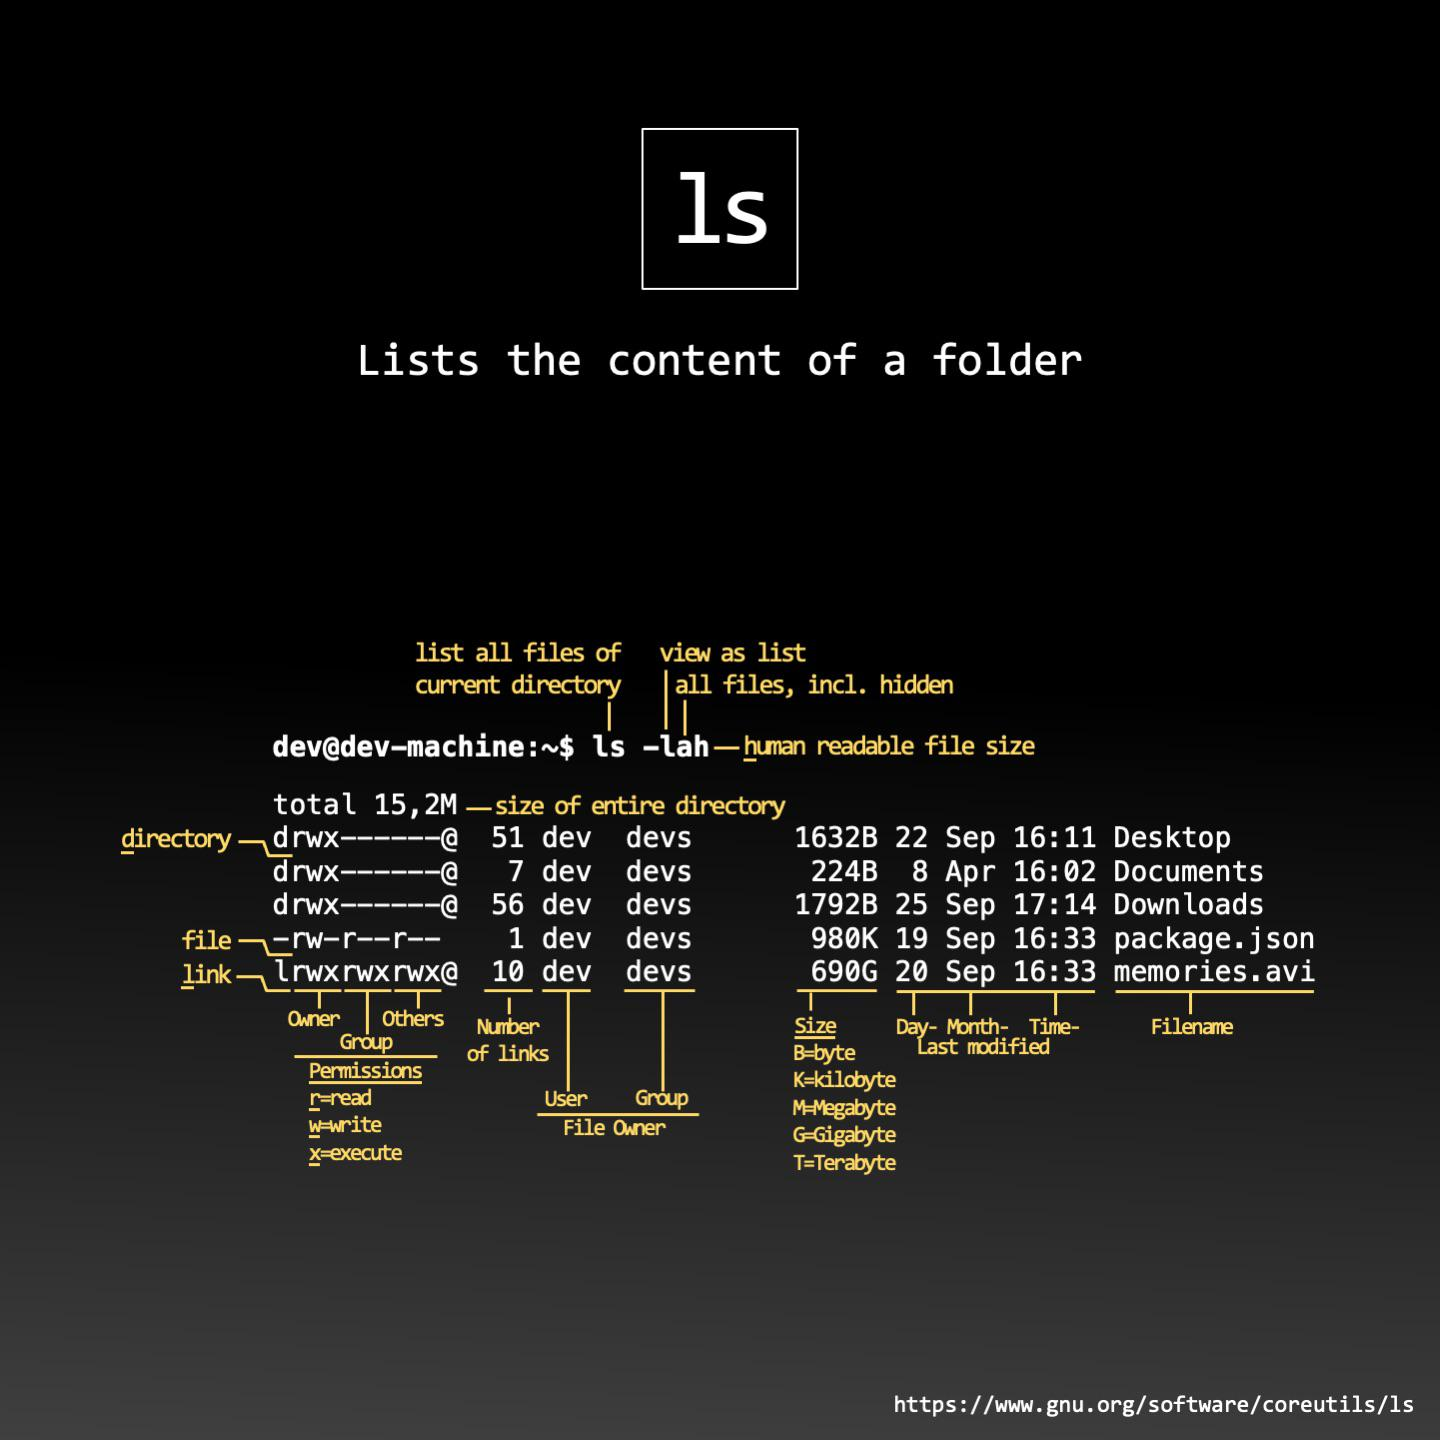 ls
Lists the content of a folder
list all files of view as list
current directory all files, incl. hidden
dev@dev-machine:~$ ls -lah human readable file size
total 15,2M size of entire directory
directory drwx------@ 51 dev devs 1632B 22 Sep 16:11 Desktop
drwx------@ 7 dev devs 224B 8 Apr 16:02 Documents
drwx------@ 56 dev devs 1792B 25 Sep 17:14 Downloads
file -rw-r--r-- 1 dev devs 980K 19 Sep 16:33 package.json
link lrwxrwxrwx@ 10 dev devs 690G 20 Sep 16:33 memories.avi
Owner Others
Group
Permissions
r=read
w=write
x=execute
Number
of links
User Group
File Owner
Size
B=byte
K=kilobyte
M=Megabyte
G=Gigabyte
T=Terabyte
Day- Month- Time-
Last modified
Filename
https://www.gnu.org/software/coreutils/ls